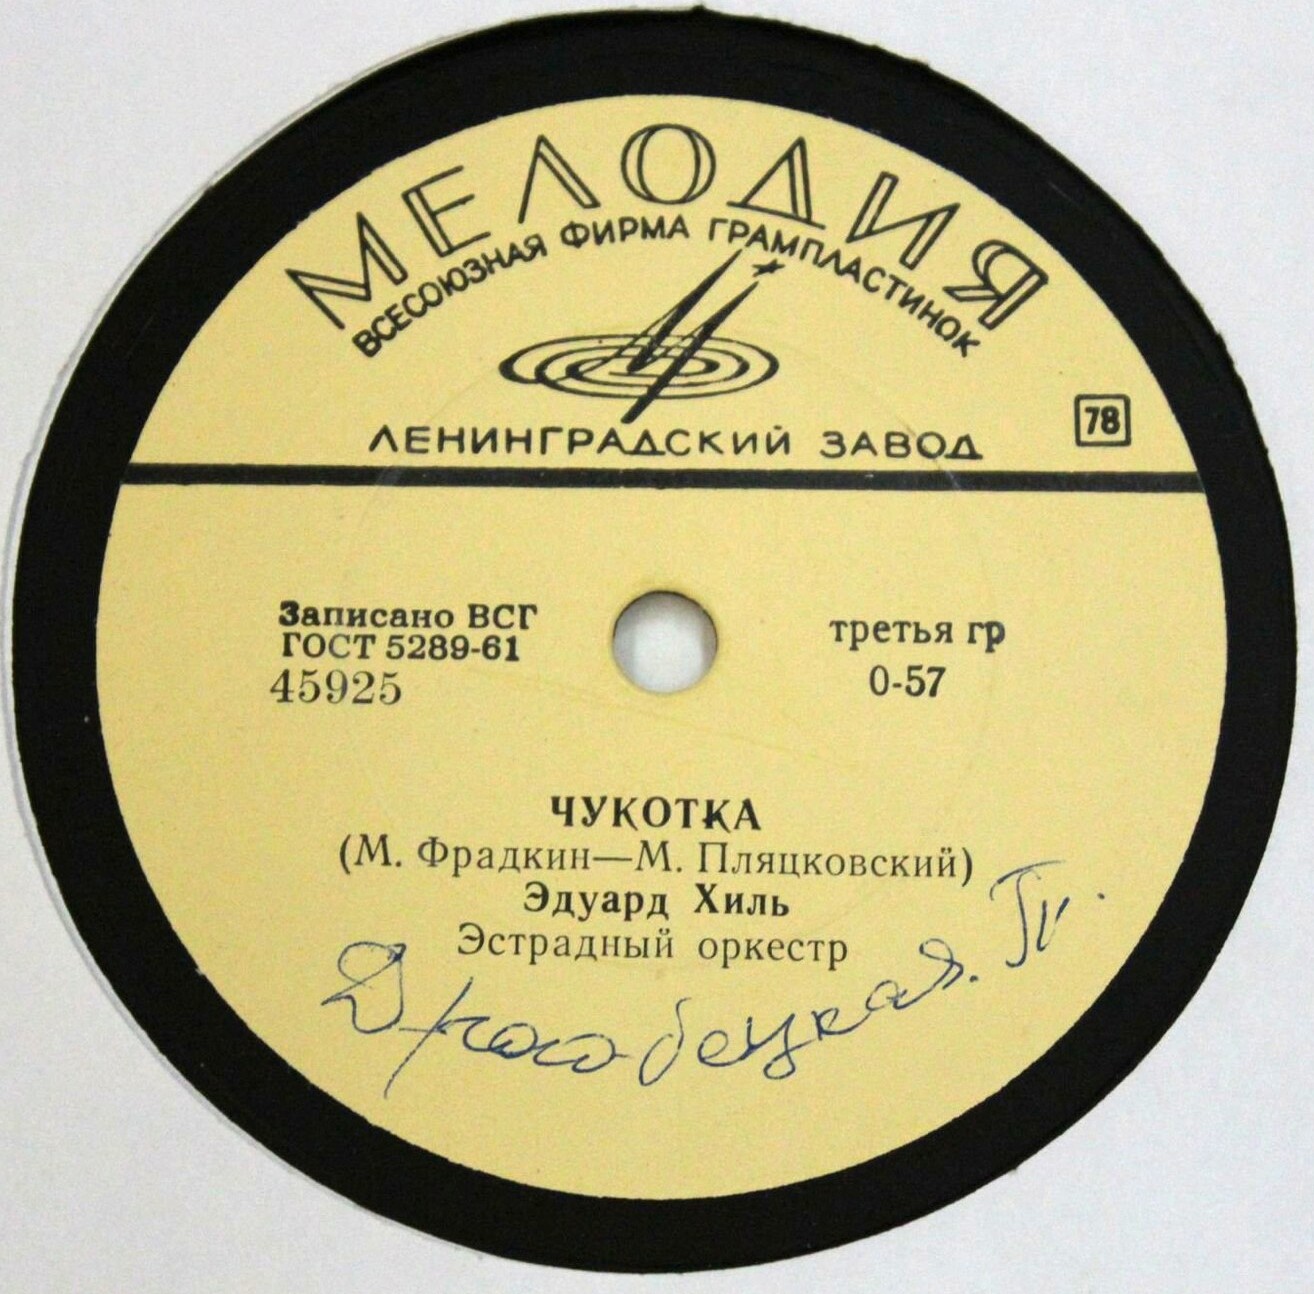 МЕЛОДИЯ
ВСЕСОЮЗНАЯ ФИРМА ГРАМПЛАСТИНОК
ЛЕНИНГРАДСКИЙ ЗАВОД
78
Записано ВСГ
ГОСТ 5289-61
45925
третья гр
0-57
ЧУКОТКА
(М. Фрадкин—М. Пляцковский)
Эдуард Хиль
Эстрадный оркестр